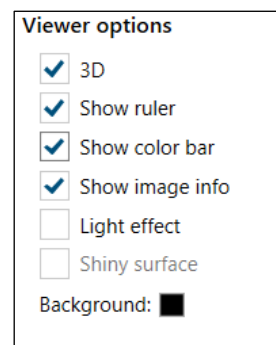 Viewer options
3D
Show ruler
Show color bar
Show image info
Light effect
Shiny surface
Background: